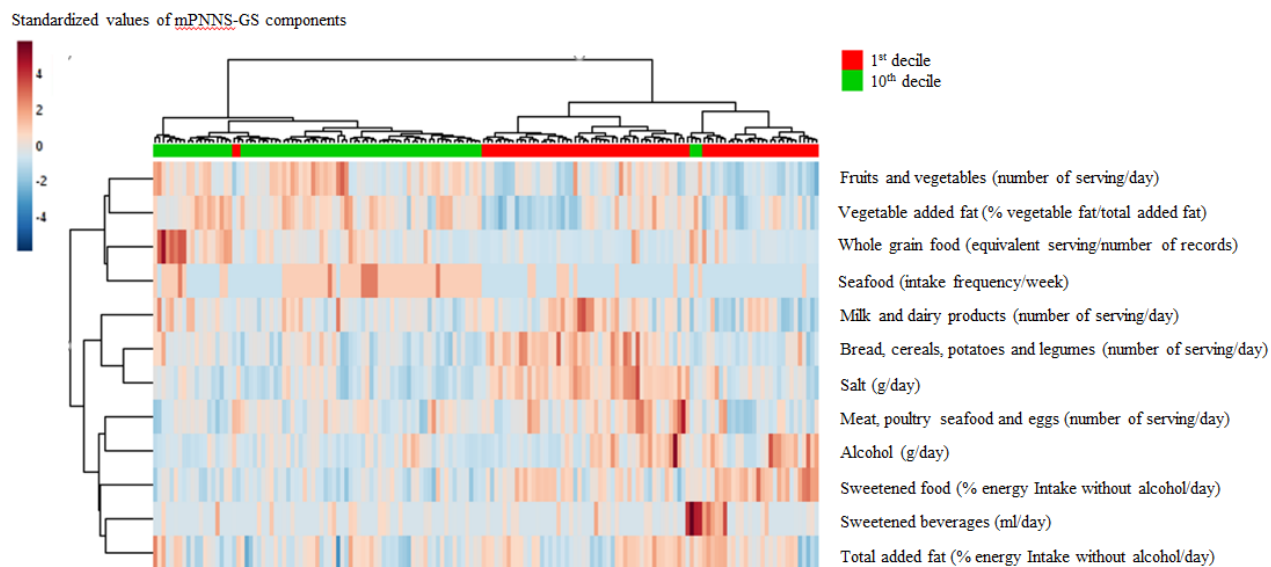 Standardized values of mPNNS-GS components
4
2
0
-2
-4
1st decile
10th decile
Fruits and vegetables (number of serving/day)
Vegetable added fat (% vegetable fat/total added fat)
Whole grain food (equivalent serving/number of records)
Seafood (intake frequency/week)
Milk and dairy products (number of serving/day)
Bread, cereals, potatoes and legumes (number of serving/day)
Salt (g/day)
Meat, poultry seafood and eggs (number of serving/day)
Alcohol (g/day)
Sweetened food (% energy Intake without alcohol/day)
Sweetened beverages (ml/day)
Total added fat (% energy Intake without alcohol/day)